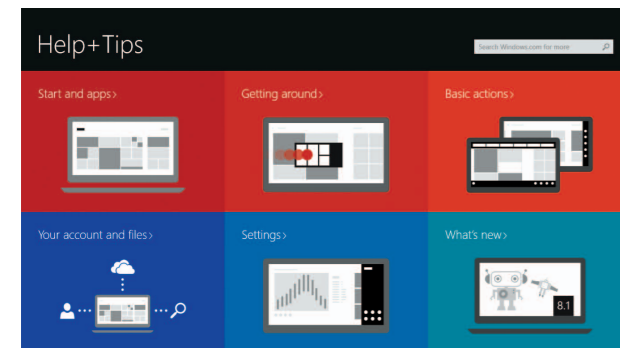 Help+Tips
Search Windows.com for more
Start and apps>
Getting around>
Basic actions>
Your account and files>
Settings>
What's new>
8.1